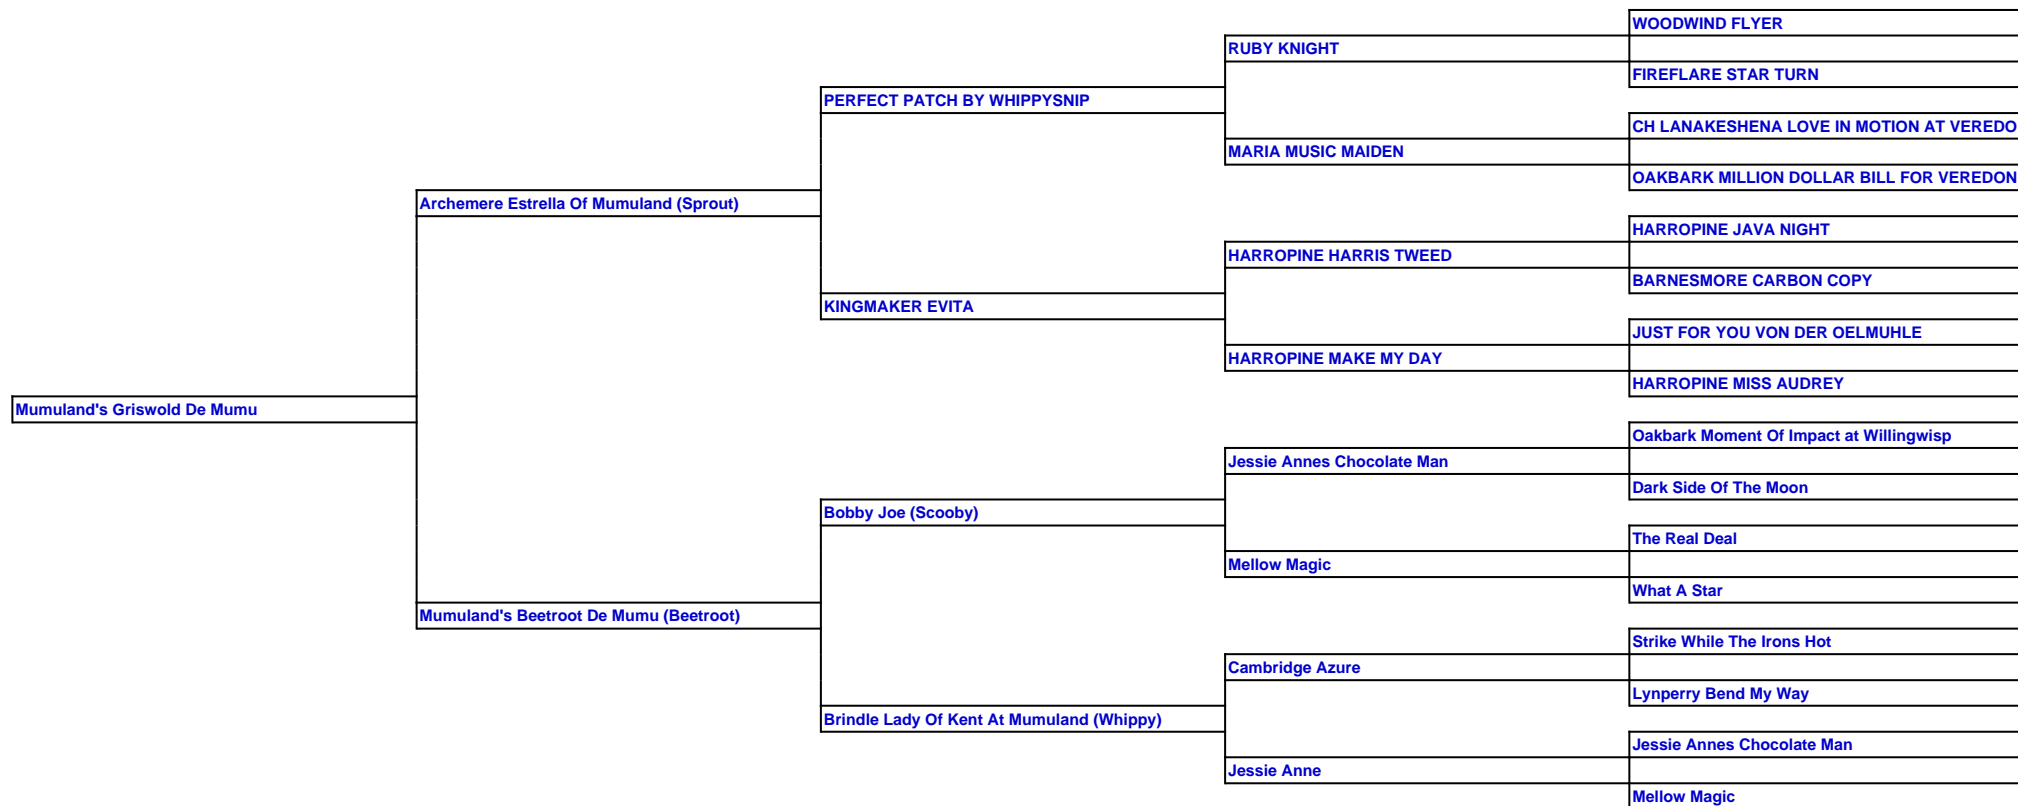 WOODWIND FLYER
RUBY KNIGHT
FIREFLARE STAR TURN
PERFECT PATCH BY WHIPPYSNIP
CH LANAKESHENA LOVE IN MOTION AT VEREDO
MARIA MUSIC MAIDEN
OAKBARK MILLION DOLLAR BILL FOR VEREDON
Archemere Estrella Of Mumuland (Sprout)
HARROPINE JAVA NIGHT
HARROPINE HARRIS TWEED
BARNESMORE CARBON COPY
KINGMAKER EVITA
JUST FOR YOU VON DER OELMUHLE
HARROPINE MAKE MY DAY
HARROPINE MISS AUDREY
Mumuland's Griswold De Mumu
Oakbark Moment Of Impact at Willingwisp
Jessie Annes Chocolate Man
Dark Side Of The Moon
Bobby Joe (Scooby)
The Real Deal
Mellow Magic
What A Star
Mumuland's Beetroot De Mumu (Beetroot)
Strike While The Irons Hot
Cambridge Azure
Lynperry Bend My Way
Brindle Lady Of Kent At Mumuland (Whippy)
Jessie Annes Chocolate Man
Jessie Anne
Mellow Magic